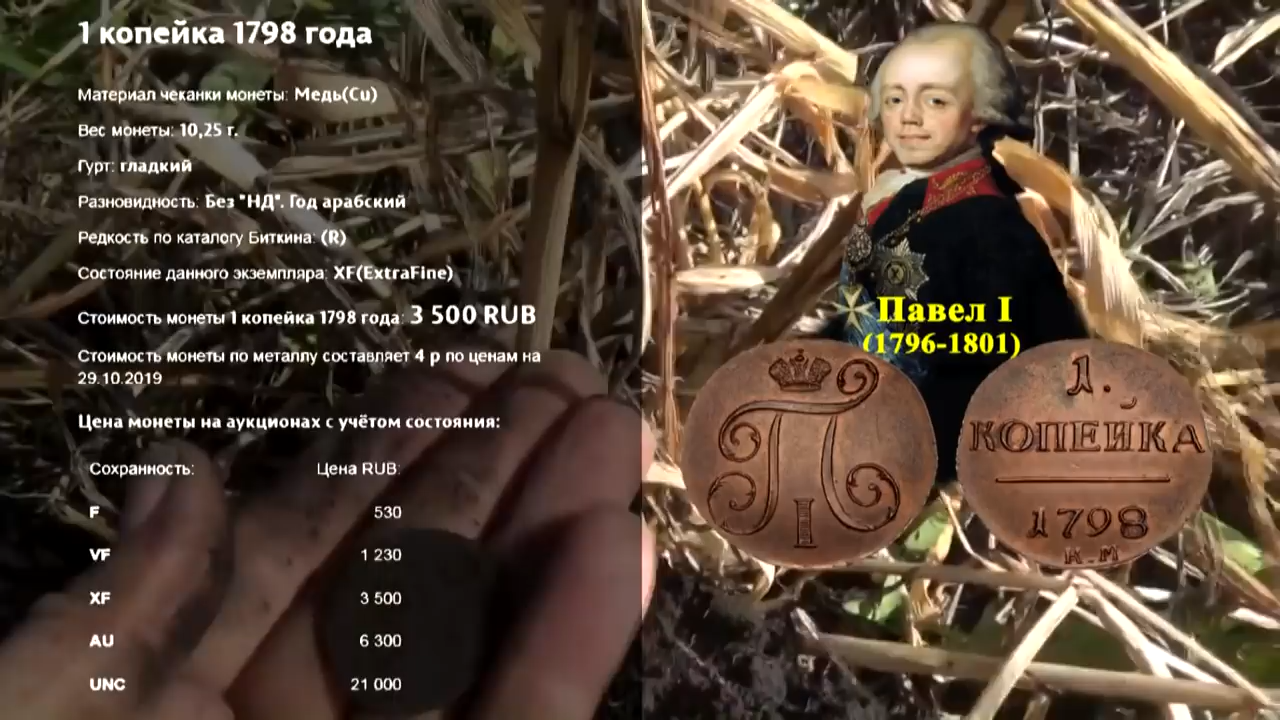 1 копейка 1798 года
Материал чеканки монеты: Медь(Cu)
Вес монеты: 10,25 г.
Гурт: гладкий
Разновидность: Без "НД". Год арабский
Редкость по каталогу Биткина: (R)
Состояние данного экземпляра: XF(ExtraFine)
Стоимость монеты 1 копейка 1798 года: 3 500 RUB
Стоимость монеты по металлу составляет 4 р по ценам на
29.10.2019
Цена монеты на аукционах с учётом состояния:
Сохранность: Цена RUB:
F 530
VF 1 230
XF 3 500
AU 6 300
UNC 21 000
Павел I
(1796-1801)
П
I
1.
КОПЕЙКА
1798
К.М